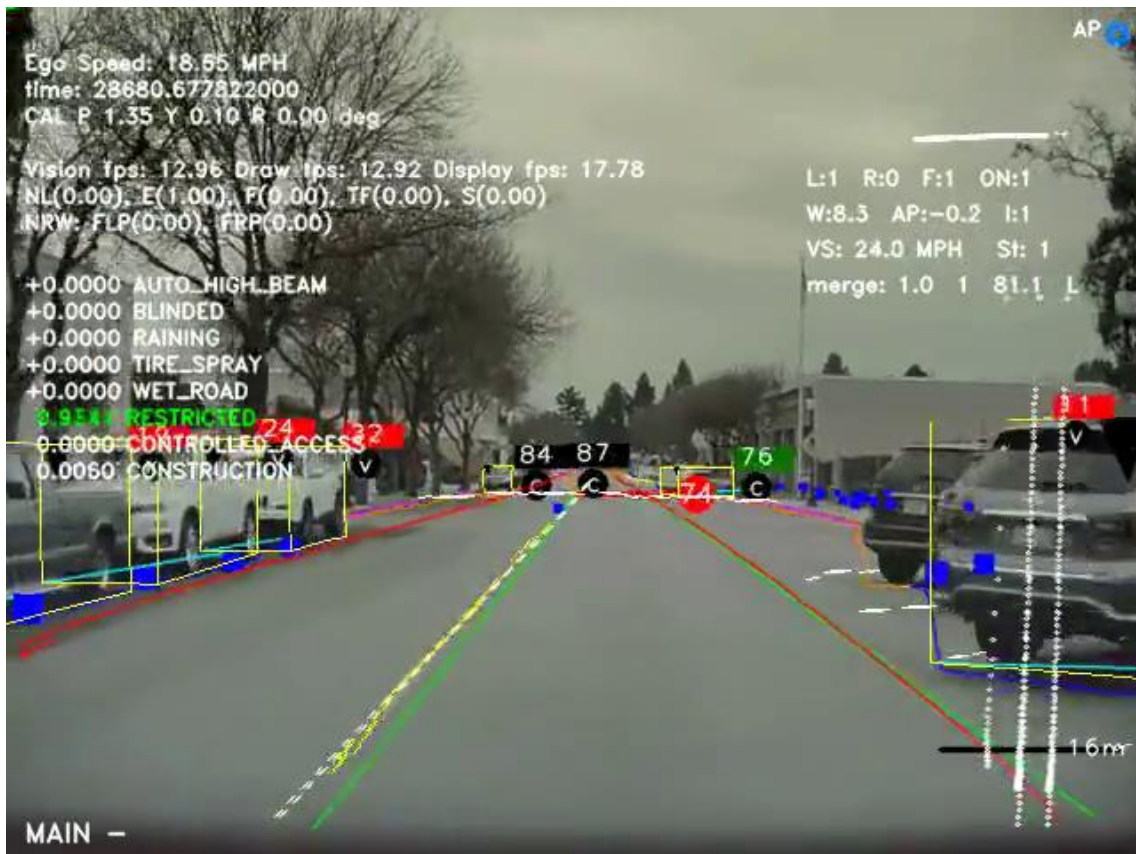 AP
Ego Speed: 18.55 MPH
time: 28680.677822000
CAL P 1.35 Y 0.10 R 0.00 deg
Vision fps: 12.96 Draw fps: 12.92 Display fps: 17.78
NL(0.00), E(1.00), F(0.00), TF(0.00), S(0.00)
NRW: FLP(0.00), FRP(0.00)
L:1 R:0 F:1 ON:1
W:8.3 AP:-0.2 I:1
VS: 24.0 MPH St: 1
merge: 1.0 1 81.1 L
+0.0000 AUTO_HIGH_BEAM
+0.0000 BLINDED
+0.0000 RAINING
+0.0000 TIRE_SPRAY
+0.0000 WET_ROAD
RESTRICTED
0.0000 CONTROLLED_ACCESS
0.0060 CONSTRUCTION
24
32
V
84
87
76
C
C
C
74
V
16m
MAIN -